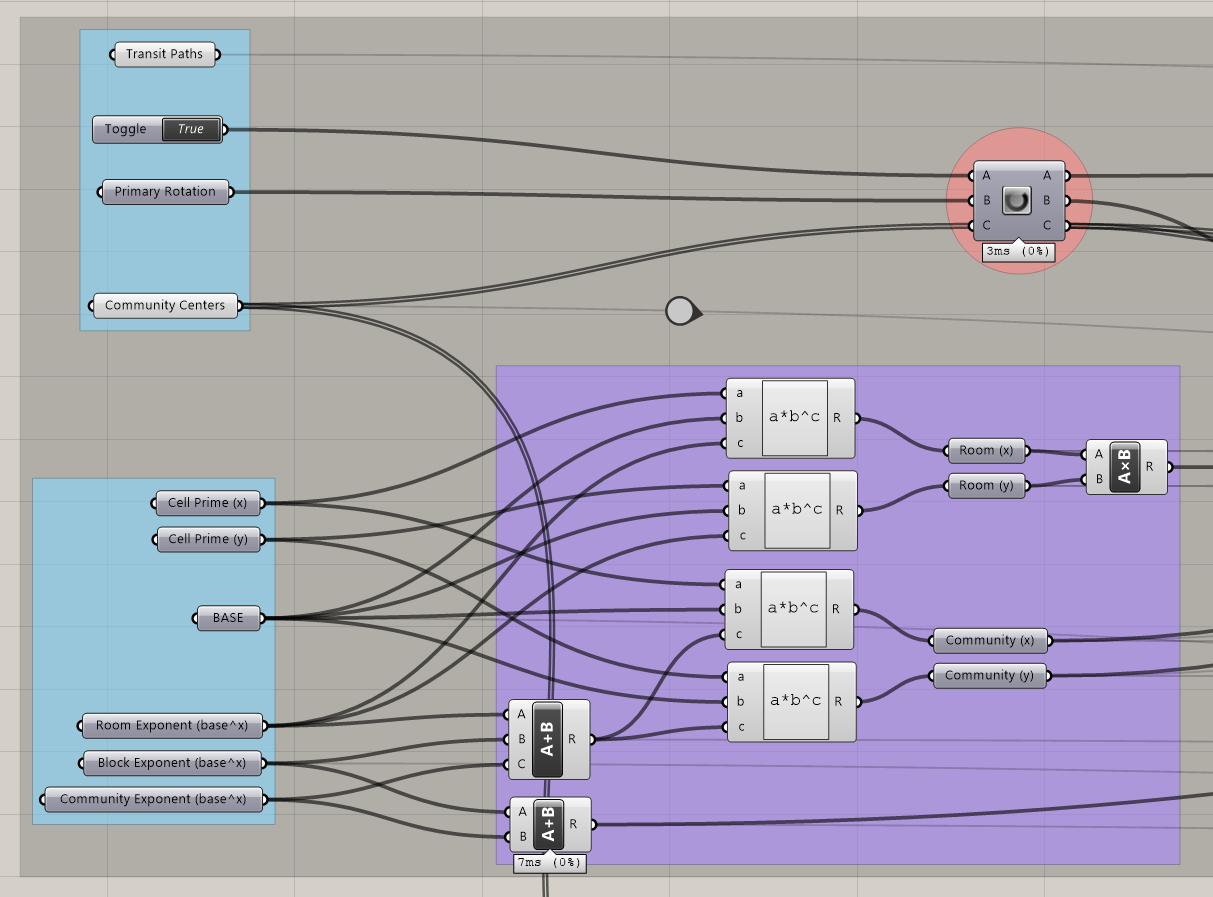 Transit Paths
Toggle True
Primary Rotation
Community Centers
A A
B B
C C
3ms (0%)
a
b a*b^c R
c
a
b a*b^c R
c
Room (x)
Room (y)
A
A×B R
B
Cell Prime (x)
Cell Prime (y)
BASE
Room Exponent (base^x)
Block Exponent (base^x)
Community Exponent (base^x)
a
b a*b^c R
c
a
b a*b^c R
c
Community (x)
Community (y)
A
B A+B R
C
A
A+B R
B
7ms (0%)